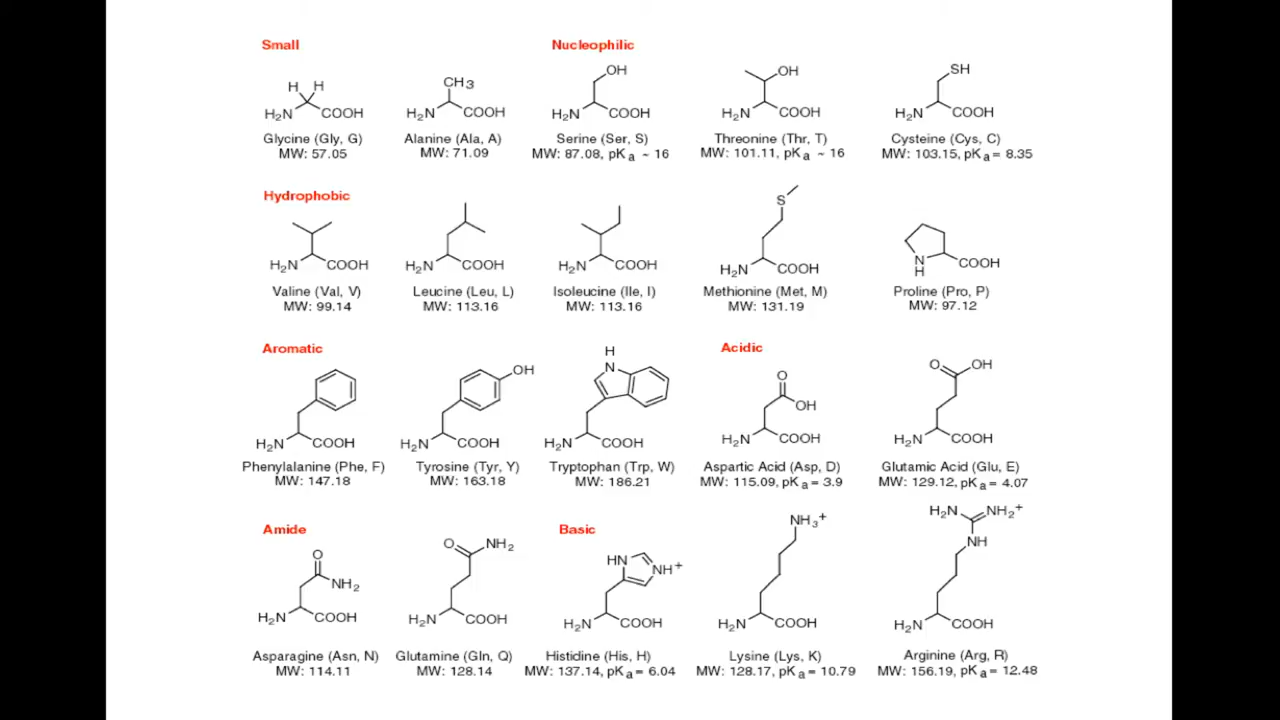 Small Nucleophilic
H H CH3 OH OH SH
H2N COOH H2N COOH H2N COOH H2N COOH H2N COOH
Glycine (Gly, G) Alanine (Ala, A) Serine (Ser, S) Threonine (Thr, T) Cysteine (Cys, C)
MW: 57.05 MW: 71.09 MW: 87.08, pKa ~ 16 MW: 101.11, pKa ~ 16 MW: 103.15, pKa = 8.35
Hydrophobic
S
H2N COOH H2N COOH H2N COOH H2N COOH N H COOH
Valine (Val, V) Leucine (Leu, L) Isoleucine (Ile, I) Methionine (Met, M) Proline (Pro, P)
MW: 99.14 MW: 113.16 MW: 113.16 MW: 131.19 MW: 97.12
Aromatic Acidic
H N OH O OH O OH
H2N COOH H2N COOH H2N COOH H2N COOH H2N COOH
Phenylalanine (Phe, F) Tyrosine (Tyr, Y) Tryptophan (Trp, W) Aspartic Acid (Asp, D) Glutamic Acid (Glu, E)
MW: 147.18 MW: 163.18 MW: 186.21 MW: 115.09, pKa = 3.9 MW: 129.12, pKa = 4.07
Amide Basic
O NH2 O NH2 HN NH+ NH3+ H2N NH2+ NH
H2N COOH H2N COOH H2N COOH H2N COOH H2N COOH
Asparagine (Asn, N) Glutamine (Gln, Q) Histidine (His, H) Lysine (Lys, K) Arginine (Arg, R)
MW: 114.11 MW: 128.14 MW: 137.14, pKa = 6.04 MW: 128.17, pKa = 10.79 MW: 156.19, pKa = 12.48